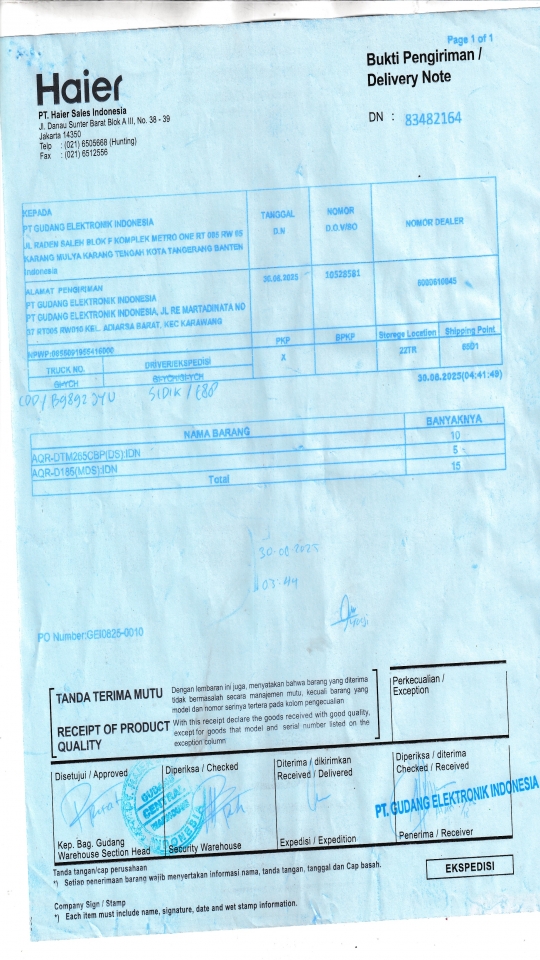 Page 1 of 1
Haier
Bukti Pengiriman /
Delivery Note
PT. Haier Sales Indonesia
Jl. Danau Sunter Barat Blok A III, No. 38 - 39
Jakarta 14350
Telp : (021) 6505668 (Hunting)
Fax : (021) 6512556
DN : 83482164
KEPADA
PT GUDANG ELEKTRONIK INDONESIA
JL RADEN SALEH BLOK F KOMPLEK METRO ONE RT 005 RW 05
KARANG MULYA KARANG TENGAH KOTA TANGERANG BANTEN
Indonesia
TANGGAL
D.N
NOMOR
D.O.V/BO
NOMOR DEALER
ALAMAT PENGIRIMAN
PT GUDANG ELEKTRONIK INDONESIA
PT GUDANG ELEKTRONIK INDONESIA, JL RE MARTADINATA NO
37 RT005 RW010 KEL. ADIARSA BARAT, KEC KARAWANG
30.06.2025
10528581
NPWP:
PKP
BPKP
Storage Location
Shipping Point
X
22TR
8801
TRUCK NO.
DRIVER/EKSPEDISI
SIDIK /
30.06.2025(04:41:49)
NAMA BARANG
BANYAKNYA
AQR-DTM265CBP(DS):IDN
10
AQR-D185(MDS):IDN
5
Total
15
03-44
PO Number:GEI0625-0010
TANDA TERIMA MUTU
Dengan lembaran ini juga, menyatakan bahwa barang yang diterima
tidak bermasalah secara manajemen mutu, kecuali barang yang
model dan nomor serinya tertera pada kolom pengecualian
RECEIPT OF PRODUCT
QUALITY
With this receipt declare the goods received with good quality,
except for goods that model and serial number listed on the
exception column
Perkecualian /
Exception
Disetujui / Approved
Diperiksa / Checked
Diterima / dikirimkan
Received / Delivered
Diperiksa / diterima
Checked / Received
GUDANG
CENTRAL
INDONESIA
PT. GUDANG ELEKTRONIK INDONESIA
Kep. Bag. Gudang
Warehouse Section Head
Security Warehouse
Expedisi / Expedition
Penerima / Receiver
Tanda tangan/cap perusahaan
*) Setian penerimaan barang wajib menyertakan informasi nama, tanda tangan, tanggal dan Cap basah.
EKSPEDISI
Company Sign / Stamp
*) Each item must include name, signature, date and wet stamp information.